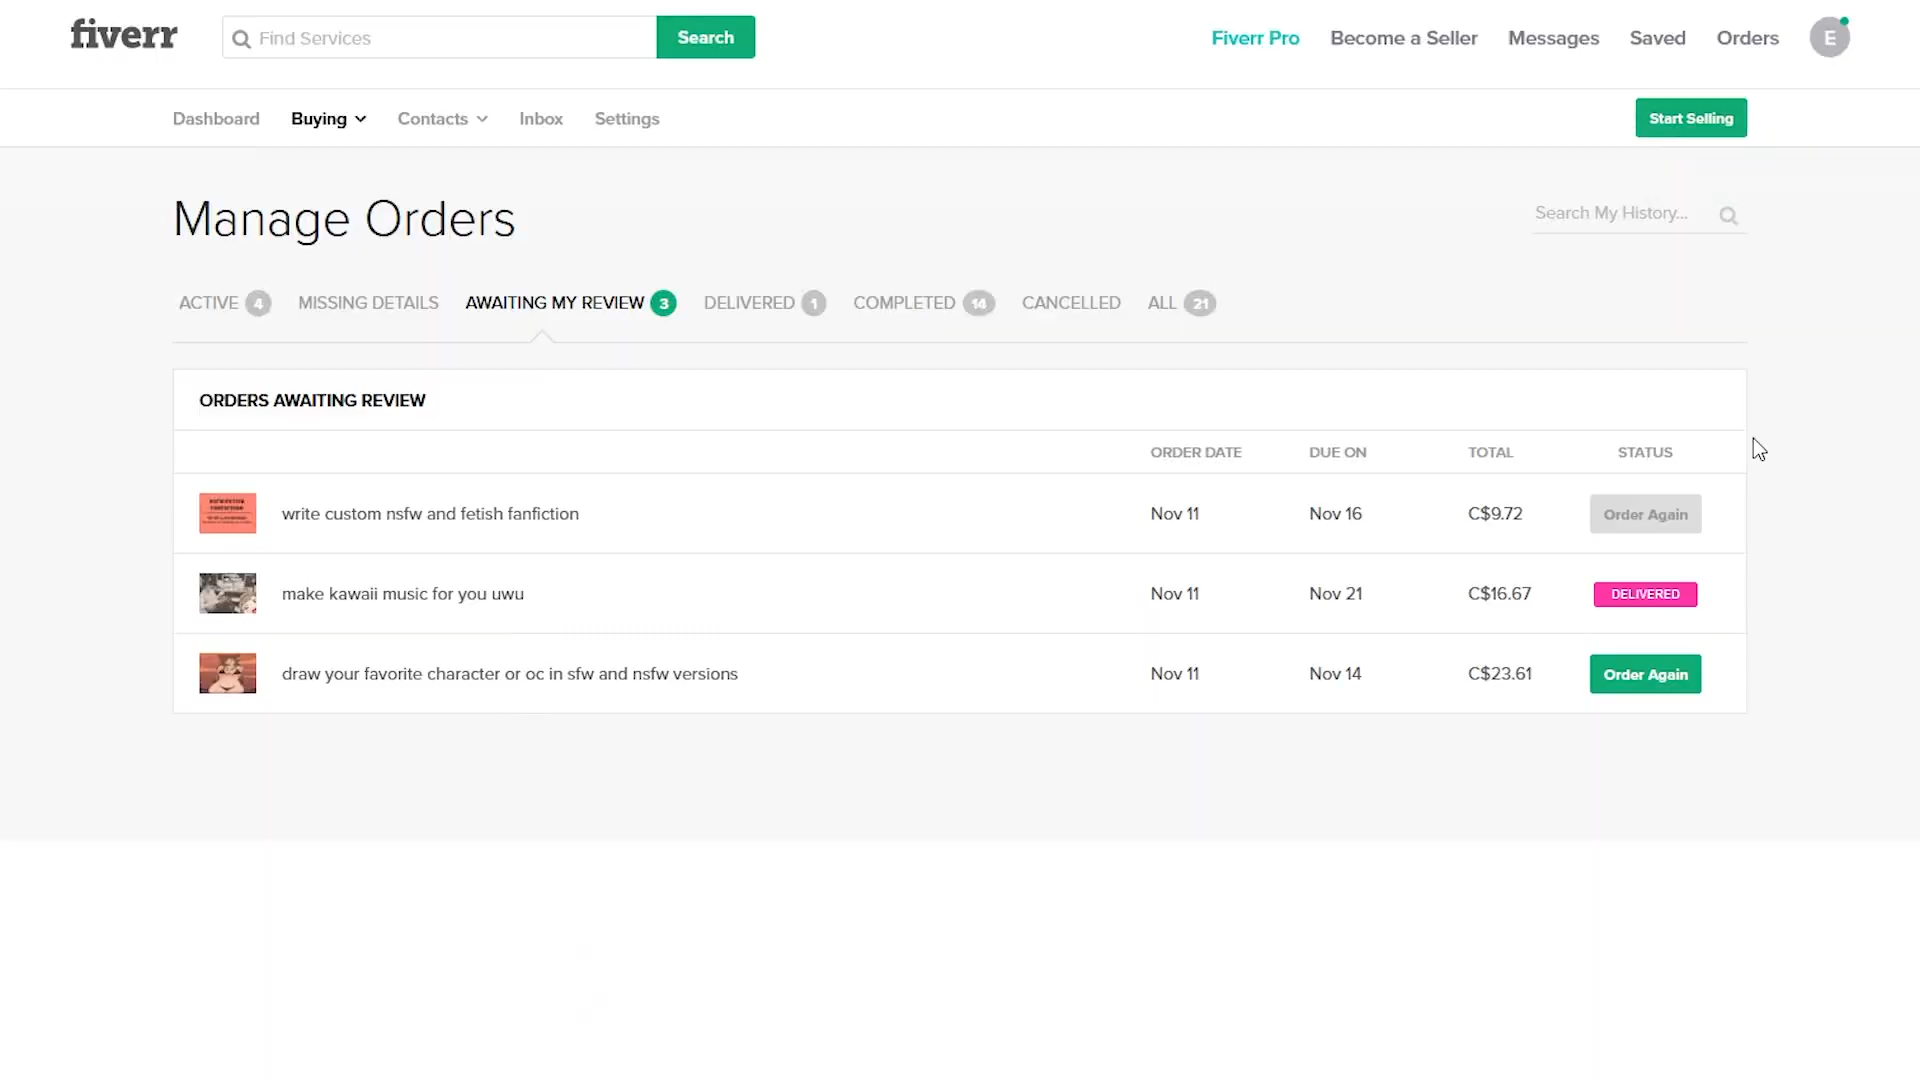 fiverr
Find Services
Search
Fiverr Pro
Become a Seller
Messages
Saved
Orders
E
Dashboard
Buying
Contacts
Inbox
Settings
Start Selling
Manage Orders
Search My History...
ACTIVE 4
MISSING DETAILS
AWAITING MY REVIEW 3
DELIVERED 1
COMPLETED 14
CANCELLED
ALL 21
ORDERS AWAITING REVIEW
ORDER DATE DUE ON TOTAL STATUS
write custom nsfw and fetish fanfiction Nov 11 Nov 16 C$9.72 Order Again
make kawaii music for you uwu Nov 11 Nov 21 C$16.67 DELIVERED
draw your favorite character or oc in sfw and nsfw versions Nov 11 Nov 14 C$23.61 Order Again